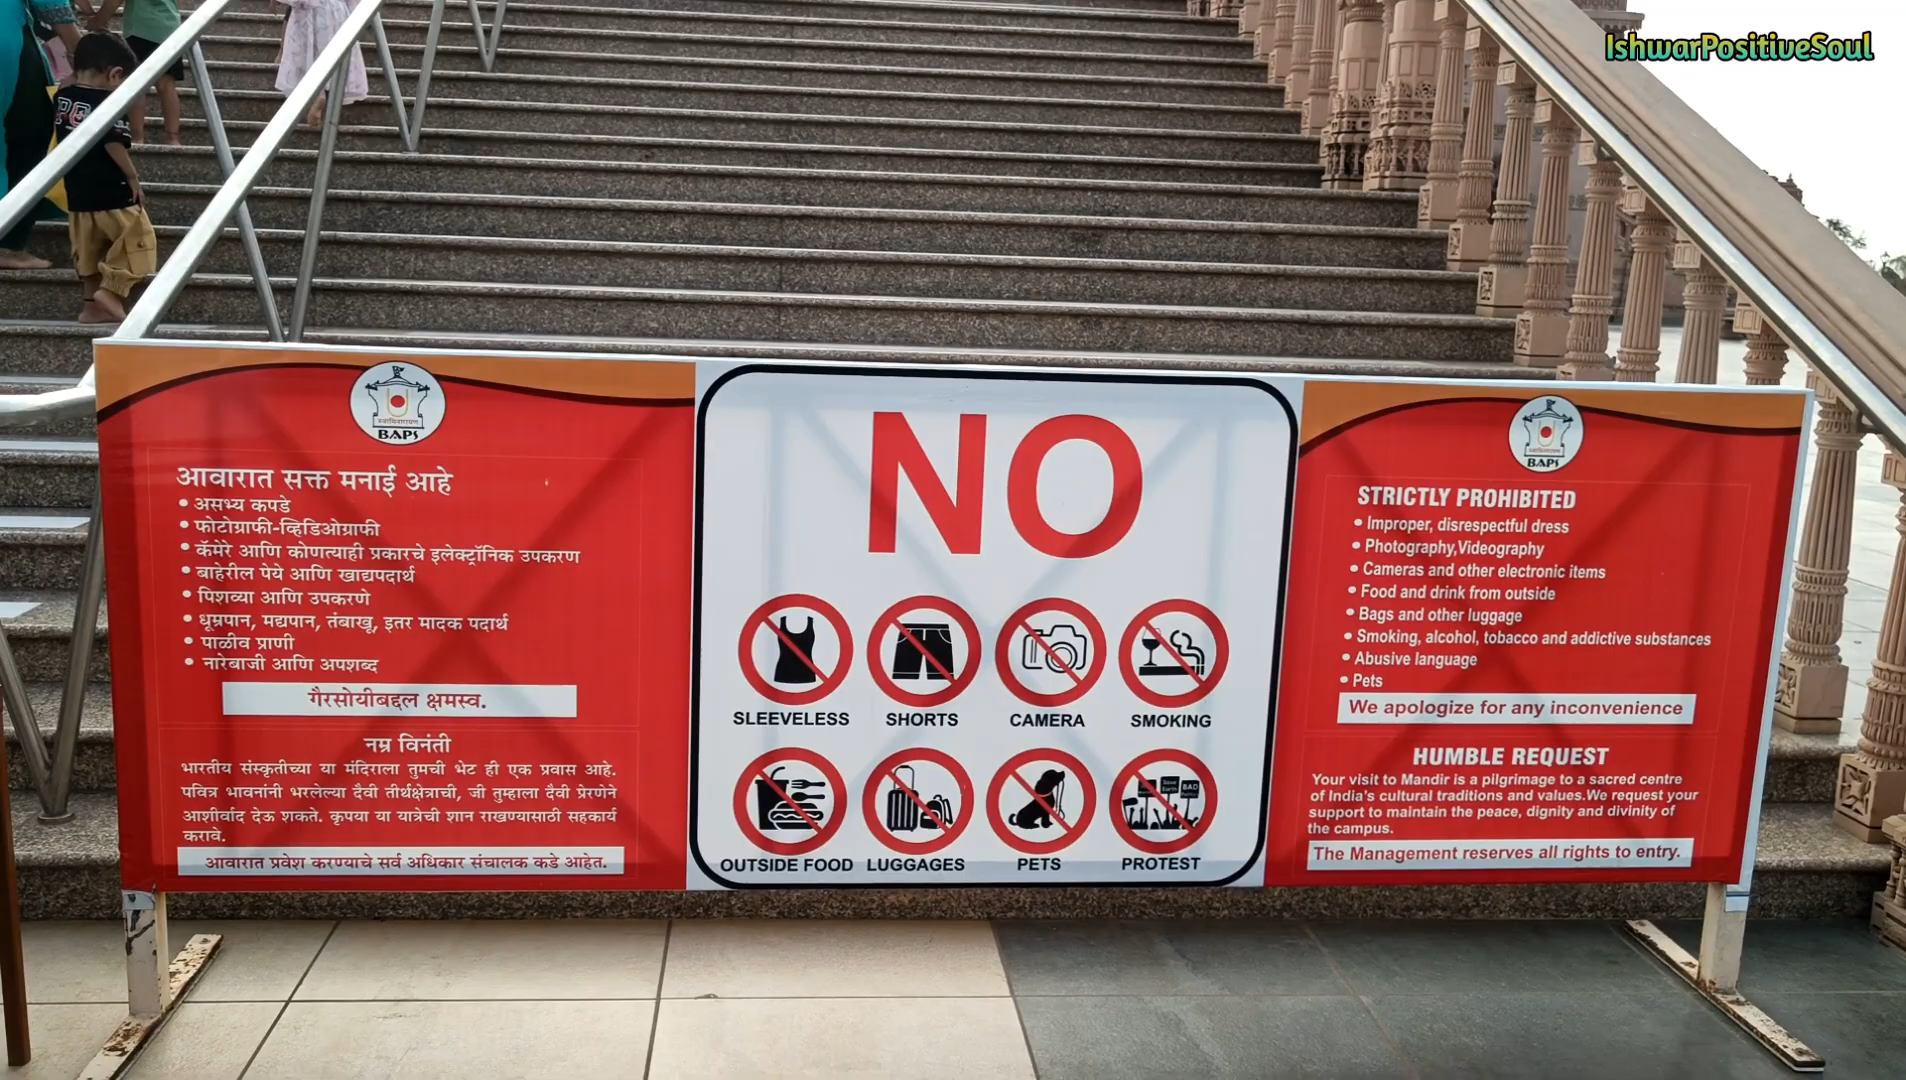 IshwarPositiveSoul
स्वामिनारायण
BAPS
आवारात सक्त मनाई आहे
• असभ्य कपडे
• फोटोग्राफी-व्हिडिओग्राफी
• कॅमेरे आणि कोणत्याही प्रकारचे इलेक्ट्रॉनिक उपकरण
• बाहेरील पेये आणि खाद्यपदार्थ
• पिशव्या आणि उपकरणे
• धूम्रपान, मद्यपान, तंबाखू, इतर मादक पदार्थ
• पाळीव प्राणी
• नारेबाजी आणि अपशब्द
गैरसोयीबद्दल क्षमस्व.
नम्र विनंती
भारतीय संस्कृतीच्या या मंदिराला तुमची भेट ही एक प्रवास आहे.
पवित्र भावनांनी भरलेल्या दैवी तीर्थक्षेत्राची, जी तुम्हाला दैवी प्रेरणेने
आशीर्वाद देऊ शकते. कृपया या यात्रेची शान राखण्यासाठी सहकार्य
करावे.
आवारात प्रवेश करण्याचे सर्व अधिकार संचालक कडे आहेत.
NO
SLEEVELESS SHORTS CAMERA SMOKING
BAD
OUTSIDE FOOD LUGGAGES PETS PROTEST
BAPS
STRICTLY PROHIBITED
• Improper, disrespectful dress
• Photography,Videography
• Cameras and other electronic items
• Food and drink from outside
• Bags and other luggage
• Smoking, alcohol, tobacco and addictive substances
• Abusive language
• Pets
We apologize for any inconvenience
HUMBLE REQUEST
Your visit to Mandir is a pilgrimage to a sacred centre
of India's cultural traditions and values.We request your
support to maintain the peace, dignity and divinity of
the campus.
The Management reserves all rights to entry.